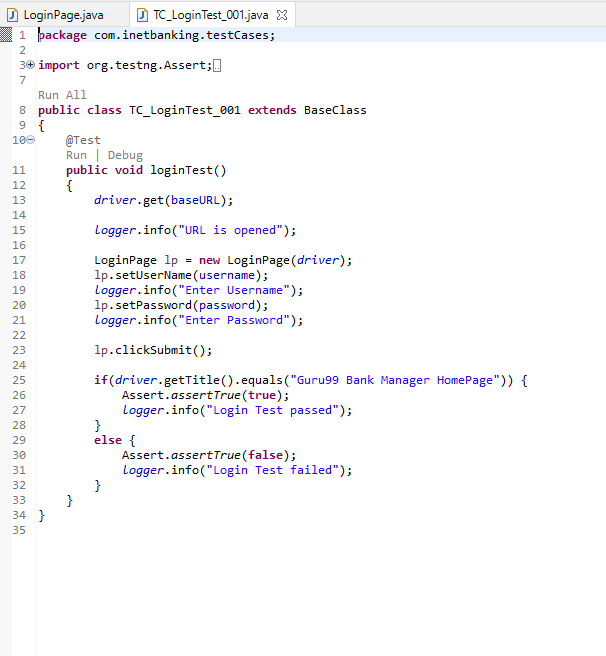 LoginPage.java TC_LoginTest_001.java
1 package com.inetbanking.testCases;
2
3 import org.testng.Assert;
7
Run All
8 public class TC_LoginTest_001 extends BaseClass
9 {
10 @Test
Run | Debug
11 public void loginTest()
12 {
13 driver.get(baseURL);
14
15 logger.info("URL is opened");
16
17 LoginPage lp = new LoginPage(driver);
18 lp.setUserName(username);
19 logger.info("Enter Username");
20 lp.setPassword(password);
21 logger.info("Enter Password");
22
23 lp.clickSubmit();
24
25 if(driver.getTitle().equals("Guru99 Bank Manager HomePage")) {
26 Assert.assertTrue(true);
27 logger.info("Login Test passed");
28 }
29 else {
30 Assert.assertTrue(false);
31 logger.info("Login Test failed");
32 }
33 }
34 }
35